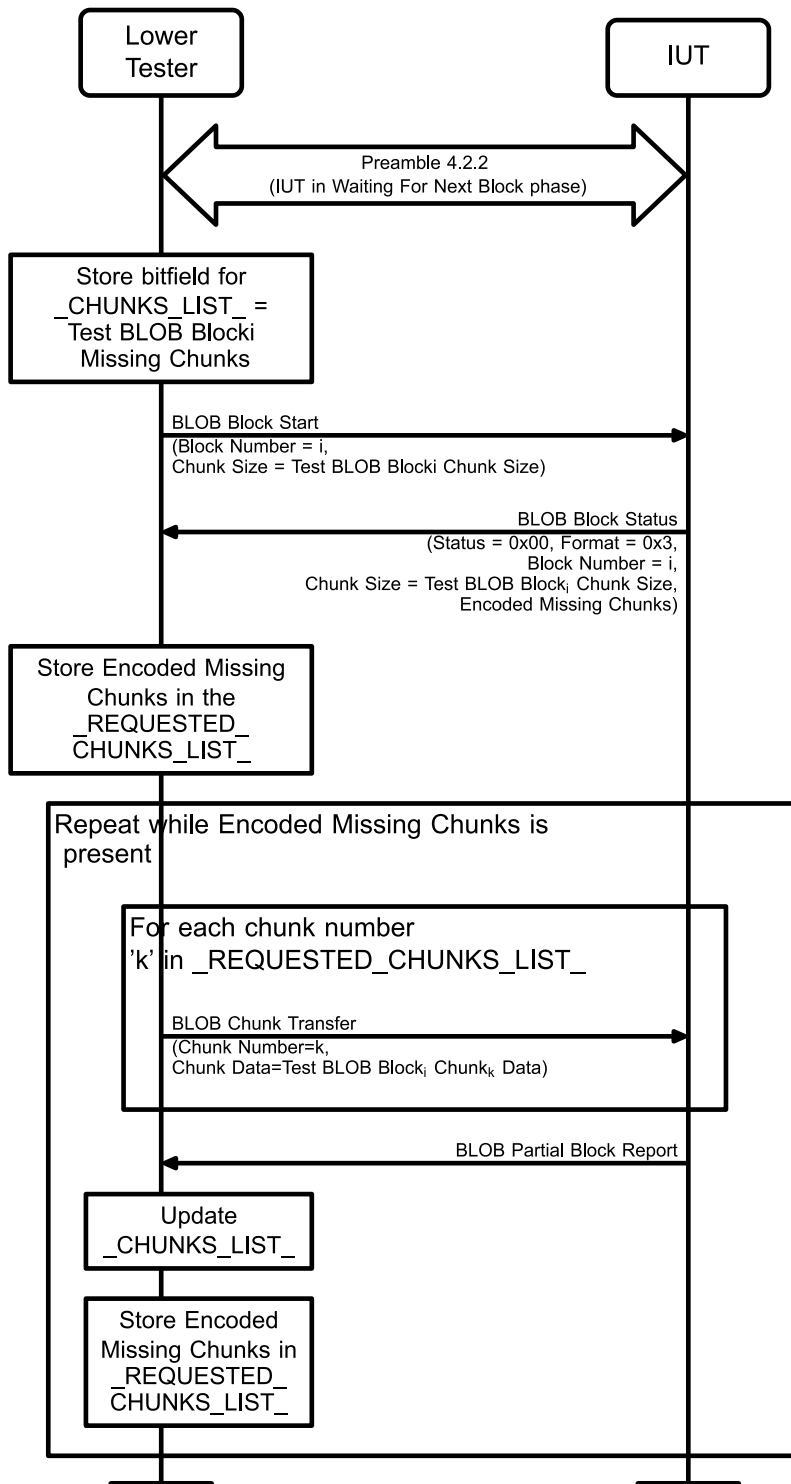 Lower
Tester
IUT
Preamble 4.2.2
(IUT in Waiting For Next Block phase)
Store bitfield for
_CHUNKS_LIST_ =
Test BLOB Blocki
Missing Chunks
BLOB Block Start
(Block Number = i,
Chunk Size = Test BLOB Blocki Chunk Size)
BLOB Block Status
(Status = 0x00, Format = 0x3,
Block Number = i,
Chunk Size = Test BLOB Blockᵢ Chunk Size,
Encoded Missing Chunks)
Store Encoded Missing
Chunks in the
_REQUESTED_
CHUNKS_LIST_
Repeat while Encoded Missing Chunks is
present
For each chunk number
'k' in _REQUESTED_CHUNKS_LIST_
BLOB Chunk Transfer
(Chunk Number=k,
Chunk Data=Test BLOB Blockᵢ Chunkₖ Data)
BLOB Partial Block Report
Update
_CHUNKS_LIST_
Store Encoded
Missing Chunks in
_REQUESTED_
CHUNKS_LIST_